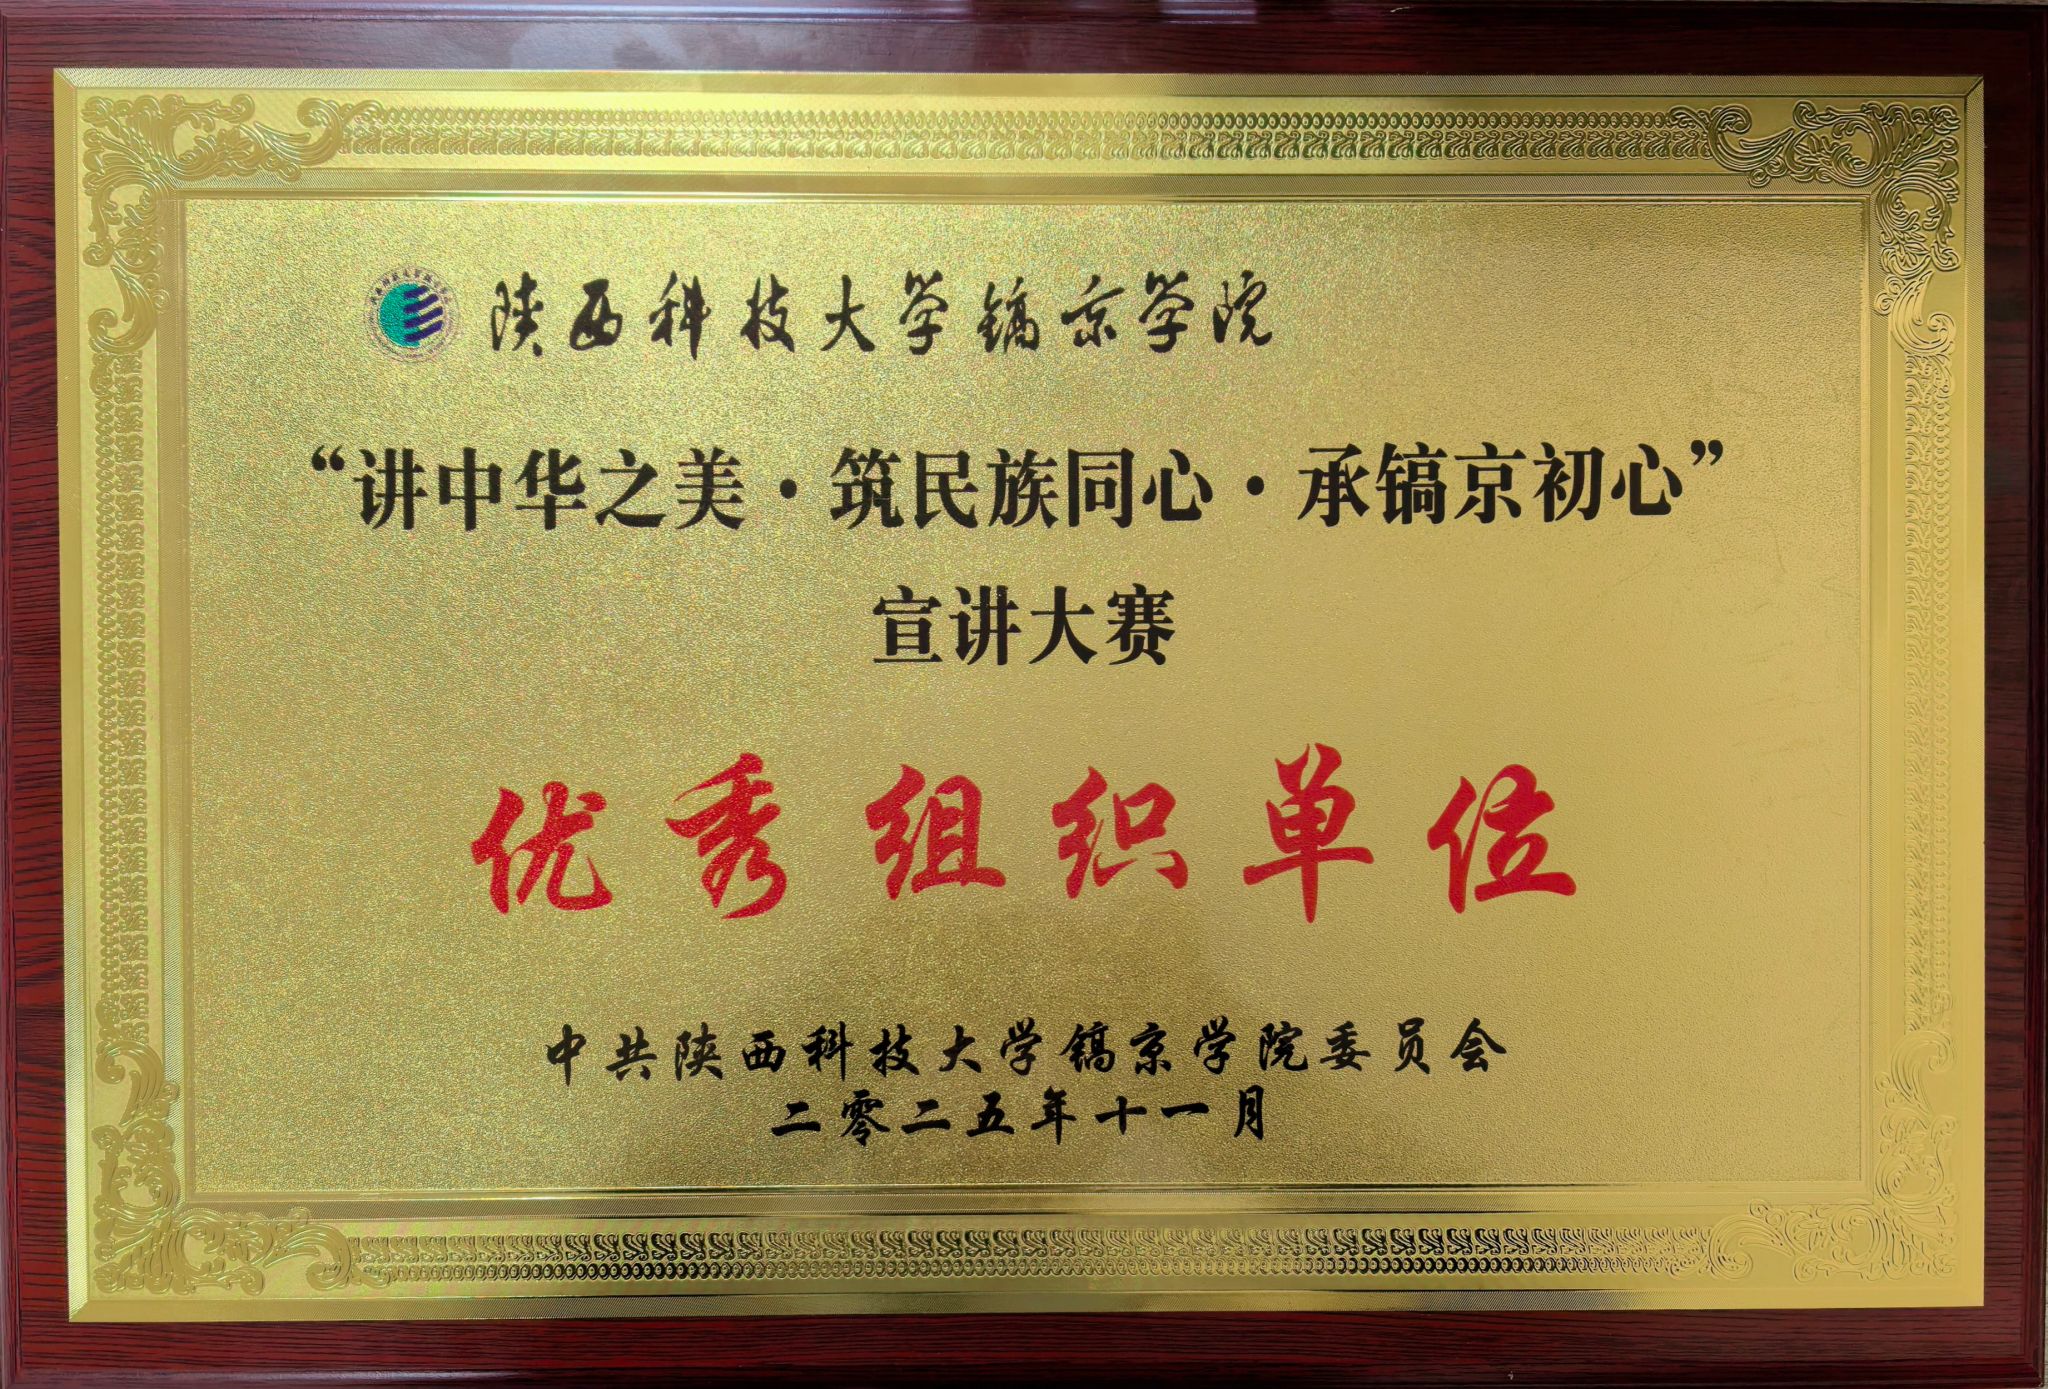 陕西科技大学镐京学院
“讲中华之美·筑民族同心·承镐京初心”
宣讲大赛
优秀组织单位
中共陕西科技大学镐京学院委员会
二零二五年十一月